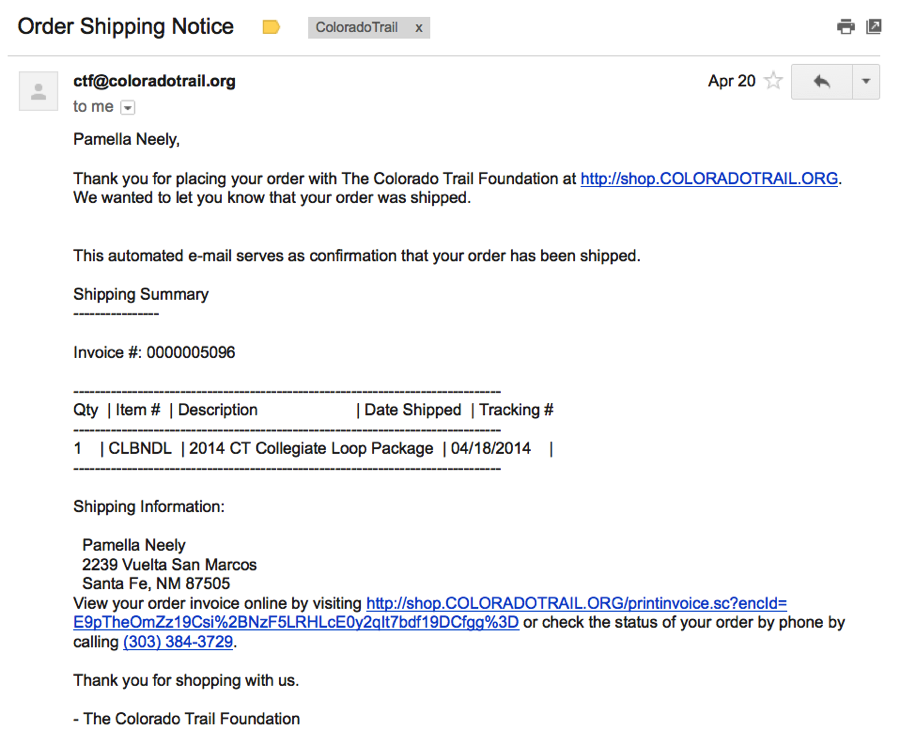 Order Shipping Notice ColoradoTrail x
ctf@coloradotrail.org Apr 20
to me
Pamella Neely,
Thank you for placing your order with The Colorado Trail Foundation at http://shop.COLORADOTRAIL.ORG.
We wanted to let you know that your order was shipped.
This automated e-mail serves as confirmation that your order has been shipped.
Shipping Summary
----------------
Invoice #: 0000005096
--------------------------------------------------------------------------------
Qty | Item # | Description | Date Shipped | Tracking #
--------------------------------------------------------------------------------
1 | CLBNDL | 2014 CT Collegiate Loop Package | 04/18/2014 |
--------------------------------------------------------------------------------
Shipping Information:
Pamella Neely
2239 Vuelta San Marcos
Santa Fe, NM 87505
View your order invoice online by visiting http://shop.COLORADOTRAIL.ORG/printinvoice.sc?encId=
E9pTheOmZz19Csi%2BNzF5LRHLcE0y2qIt7bdf19DCfgg%3D or check the status of your order by phone by
calling (303) 384-3729.
Thank you for shopping with us.
- The Colorado Trail Foundation